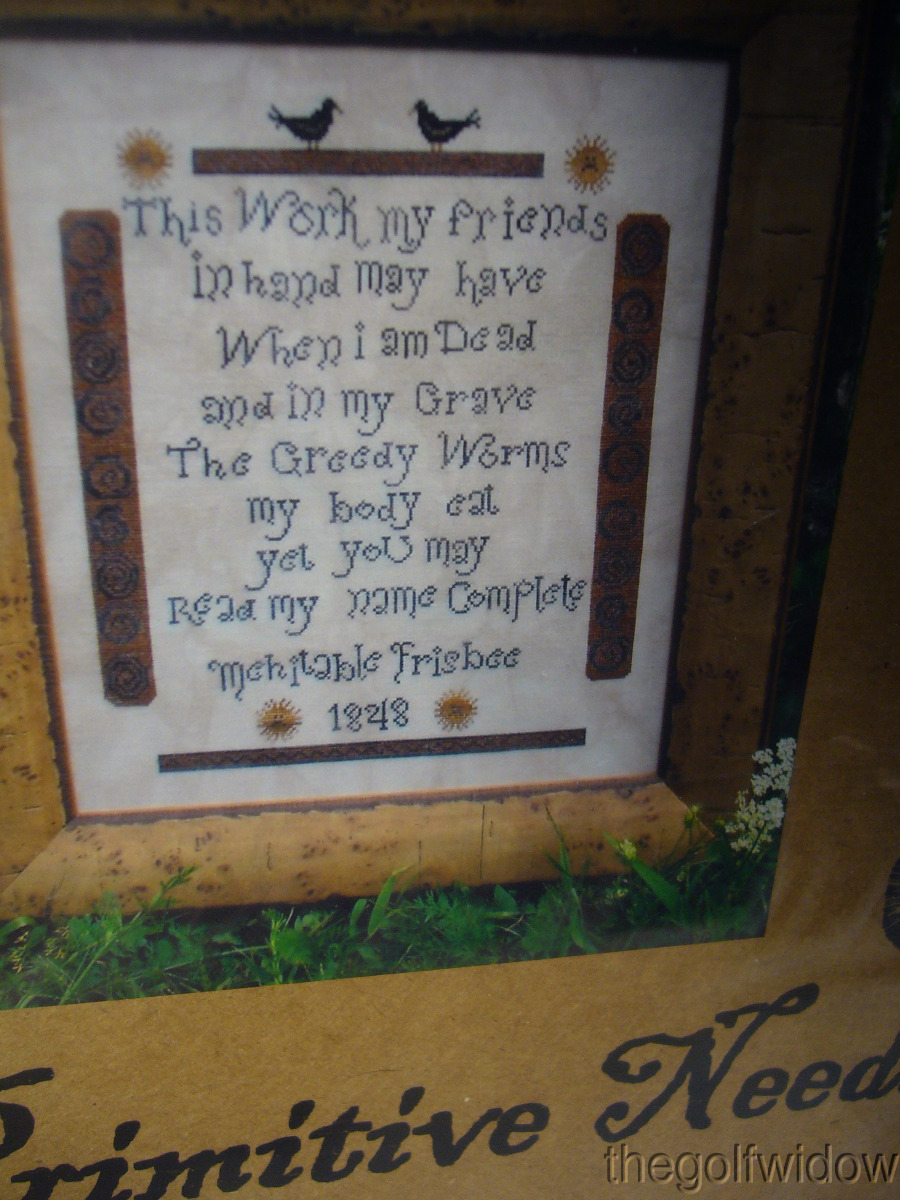 This Work my friends
in hand may have
When i am Dead
and in my Grave
The Greedy Worms
my body eat
yet you may
Read my name Complete
mehitable frisbee
1848
Primitive Need
thegolfwidow